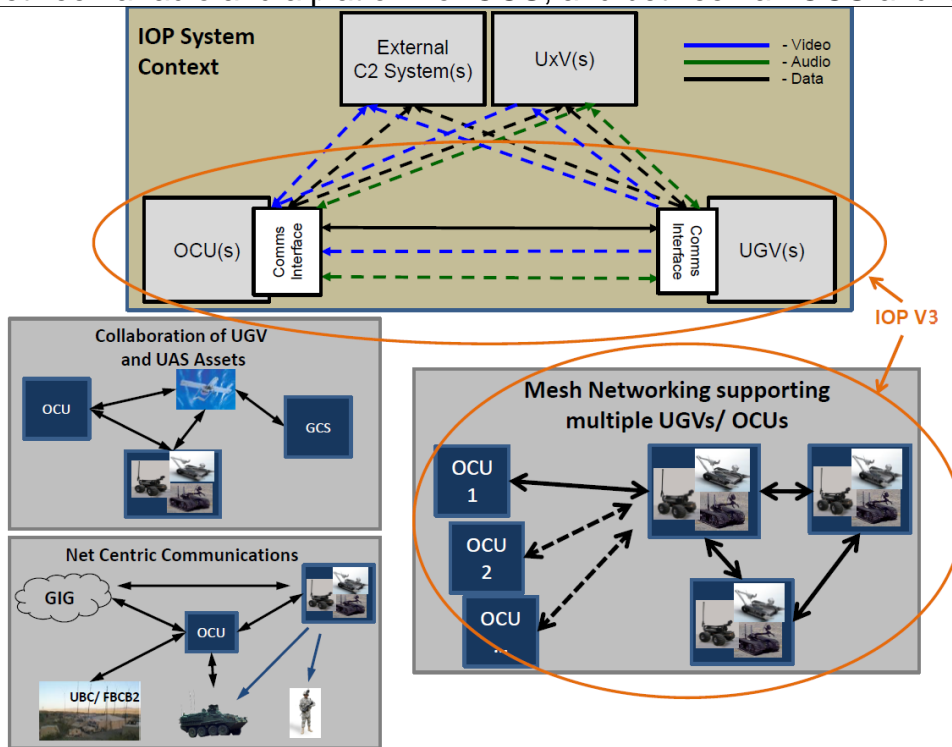 IOP System
Context
External
C2 System(s)
UxV(s)
- Video
- Audio
- Data
OCU(s)
Comms
Interface
Comms
Interface
UGV(s)
IOP V3
Collaboration of UGV
and UAS Assets
OCU
GCS
Mesh Networking supporting
multiple UGVs/ OCUs
OCU
1
OCU
2
OCU
...
Net Centric Communications
GIG
OCU
UBC/ FBCB2